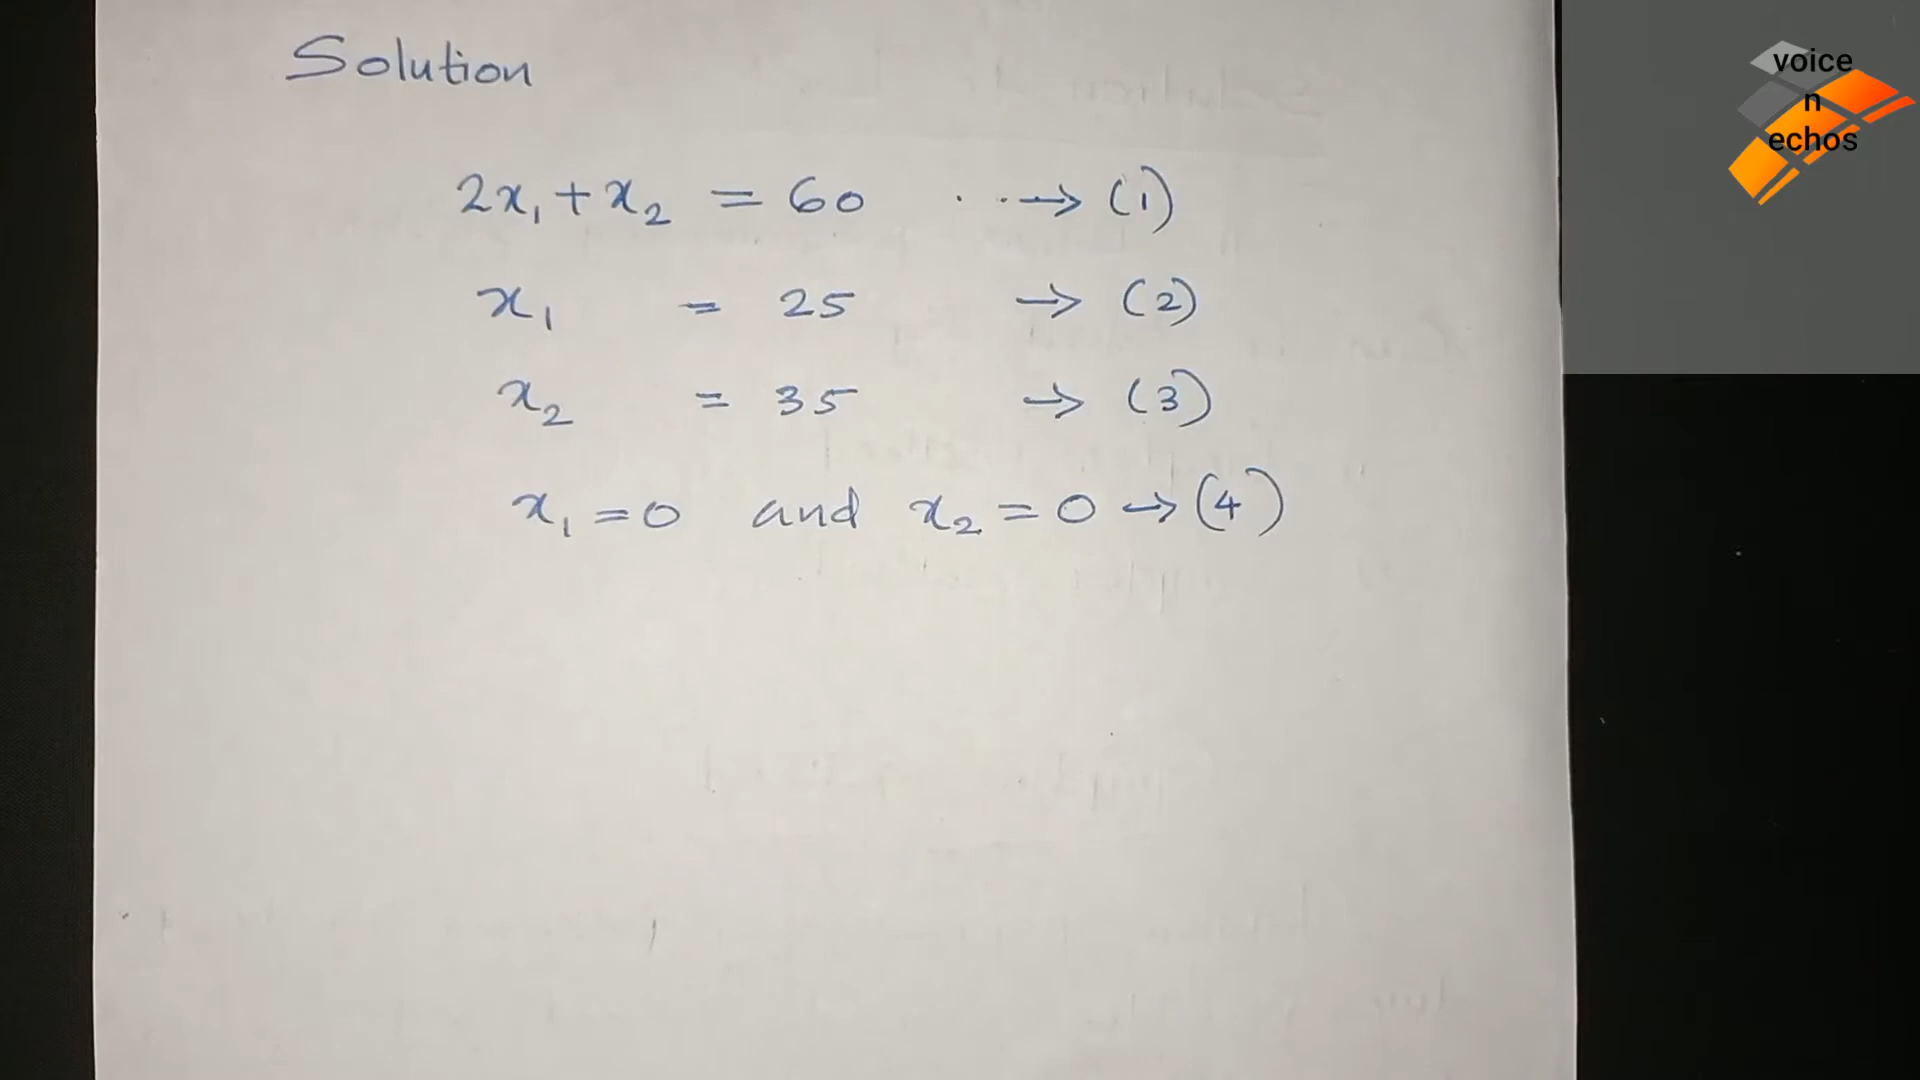 Solution
2x₁ + x₂ = 60 → (1)
x₁ = 25 → (2)
x₂ = 35 → (3)
x₁ = 0 and x₂ = 0 → (4)
voice
n
echos